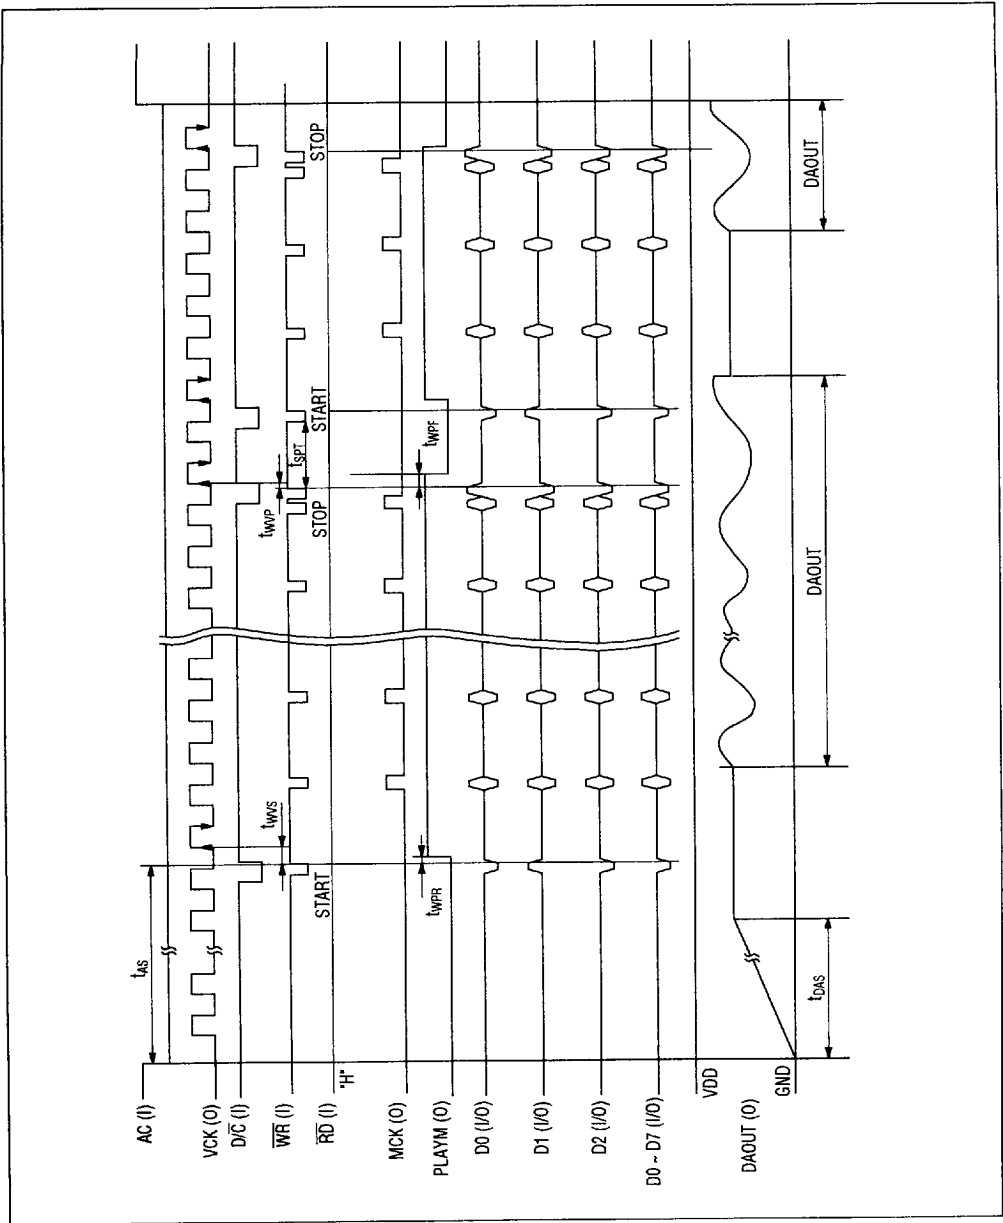 AC (I)
VCK (O)
D/C̅ (I)
W̅R̅ (I)
R̅D̅ (I)
"H"
MCK (O)
PLAYM (O)
D0 (I/O)
D1 (I/O)
D2 (I/O)
D0 ~ D7 (I/O)
VDD
DAOUT (O)
GND
tAS
tWVS
START
tWPR
tDAS
tWVP
STOP
tSPT
START
tWPF
STOP
DAOUT
DAOUT